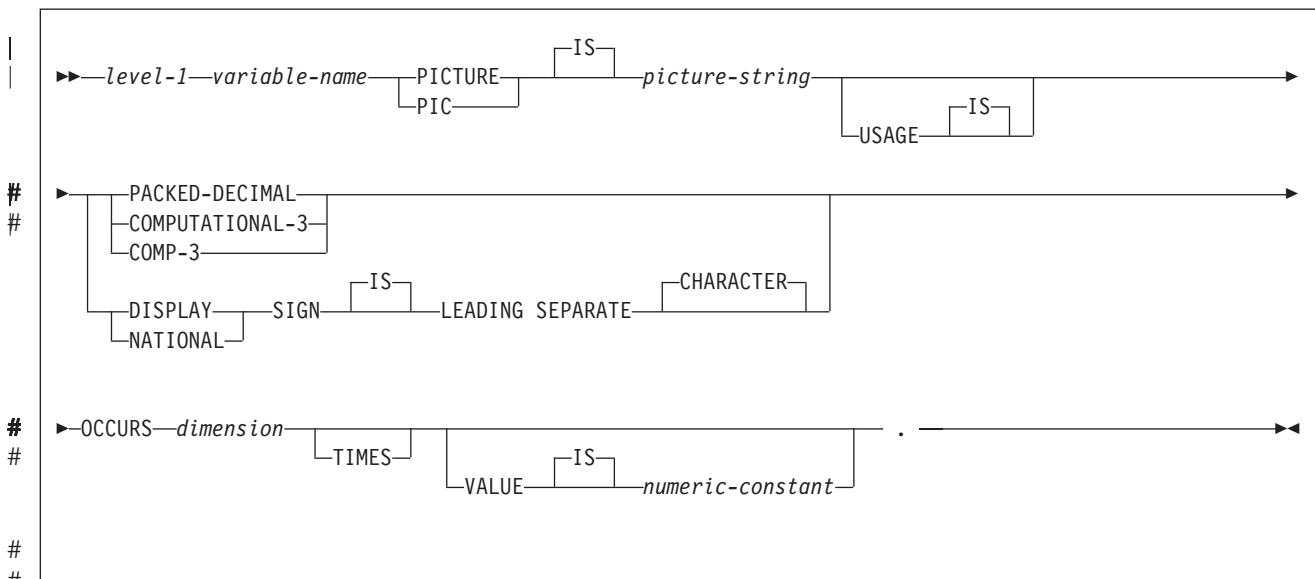 IS
level-1 variable-name PICTURE picture-string
PIC
IS
USAGE
# PACKED-DECIMAL
# COMPUTATIONAL-3
COMP-3
IS CHARACTER
DISPLAY SIGN LEADING SEPARATE
NATIONAL
# OCCURS dimension .
# TIMES IS
VALUE numeric-constant
#
#